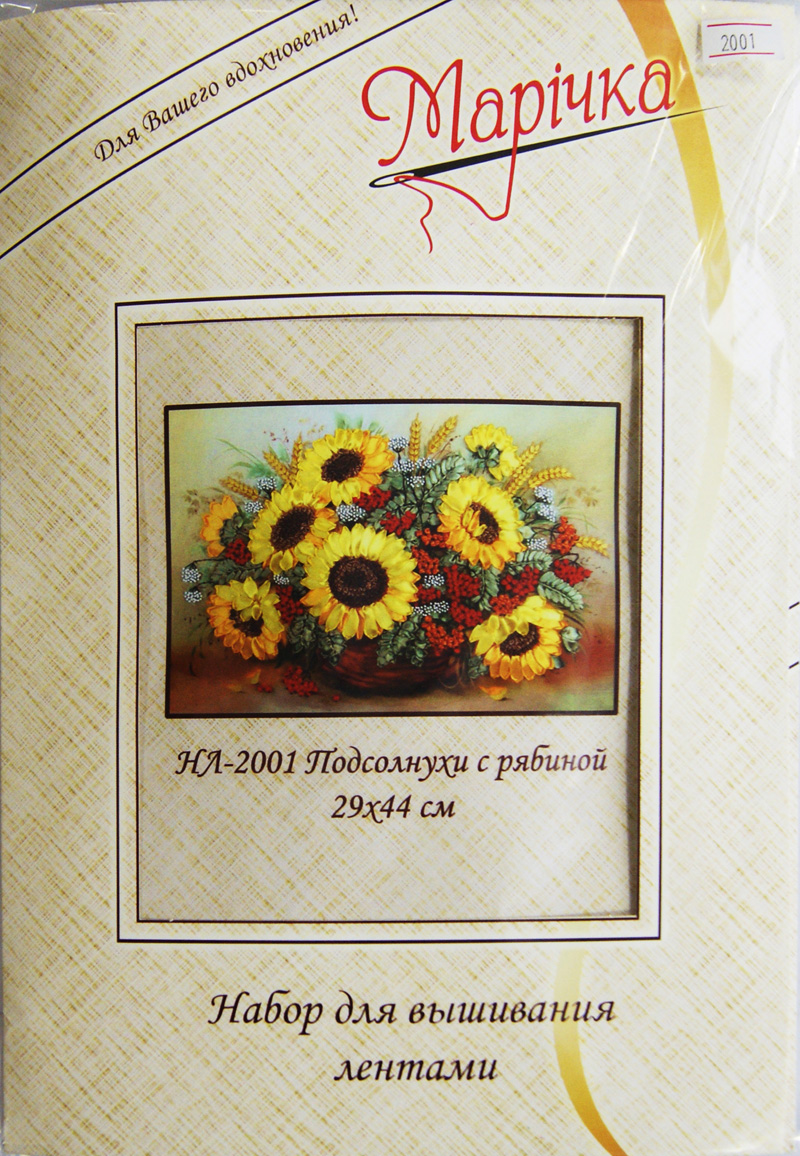 Для Вашего вдохновения!
2001
Марічка
НЛ-2001 Подсолнухи с рябиной
29х44 см
Набор для вышивания
лентами